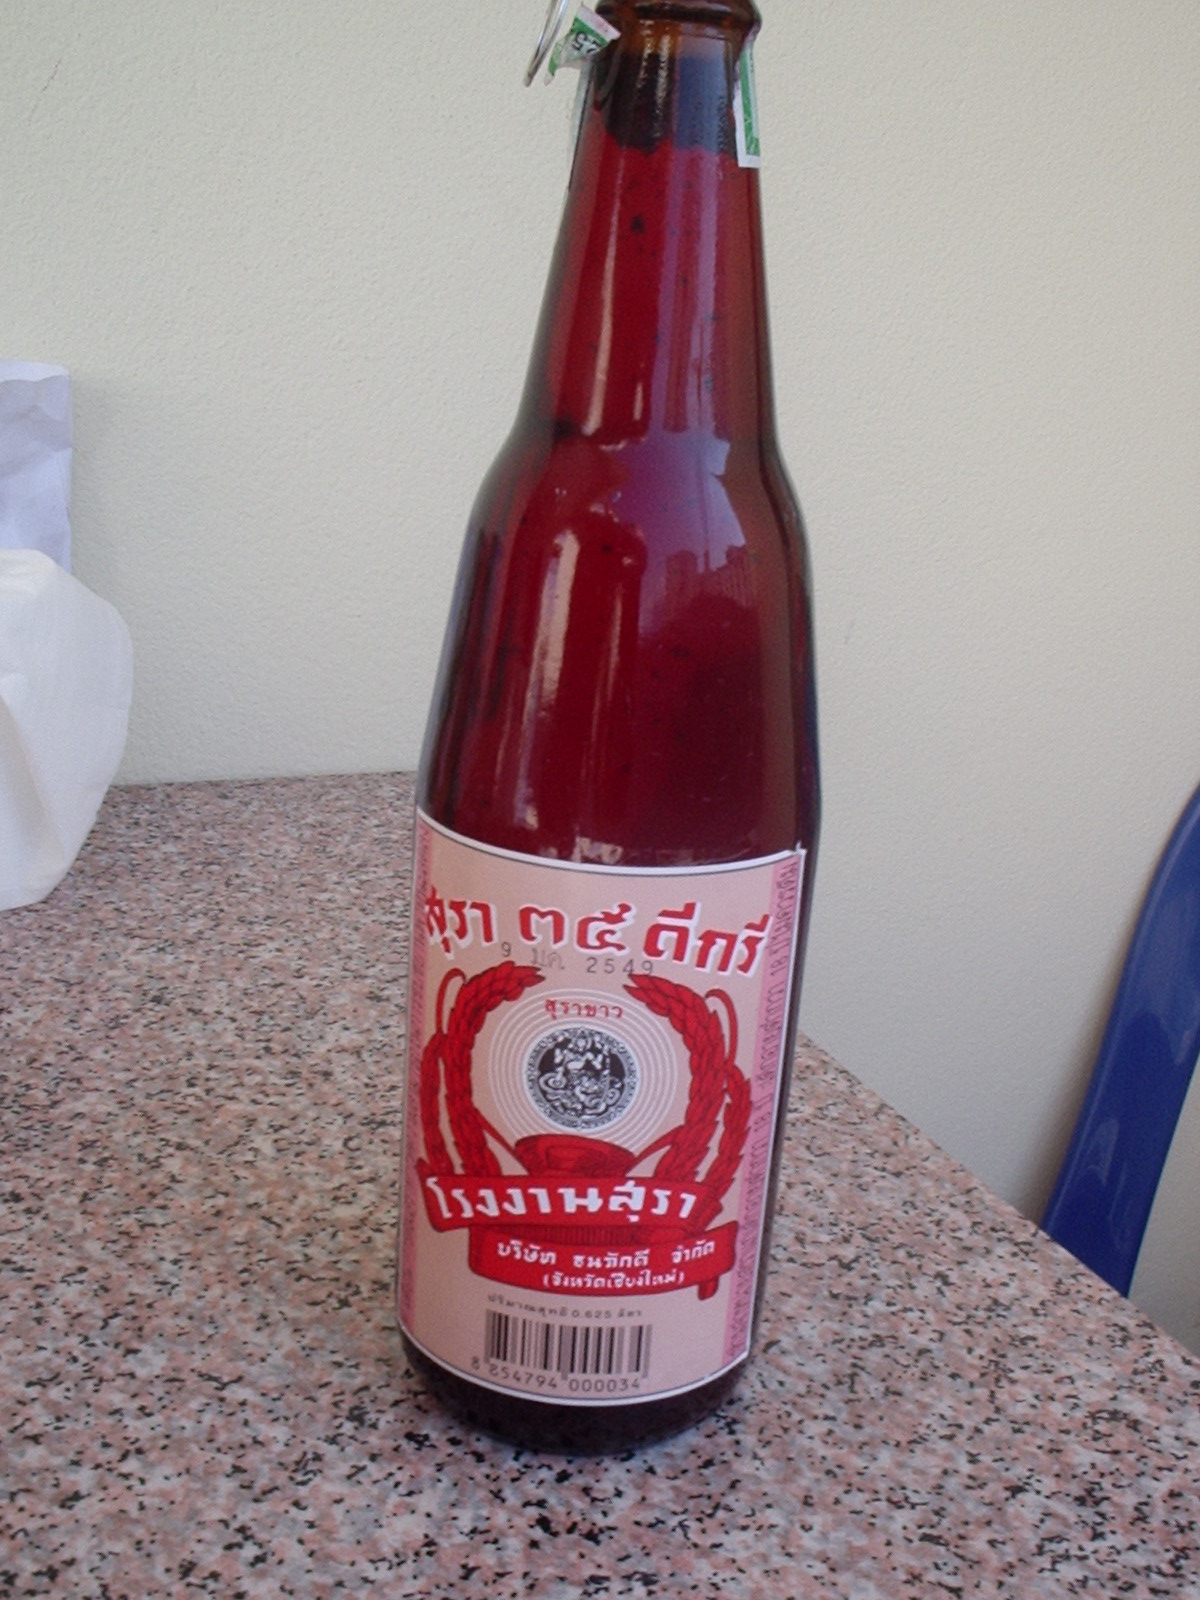 สุรา ๓๕ ดีกรี
9 มค. 2549
สุราขาว
โรงงานสุรา
บริษัท ธนภักดี จำกัด
(จังหวัดเชียงใหม่)
ปริมาณสุทธิ 0.625 ลิตร
8 854794 000034